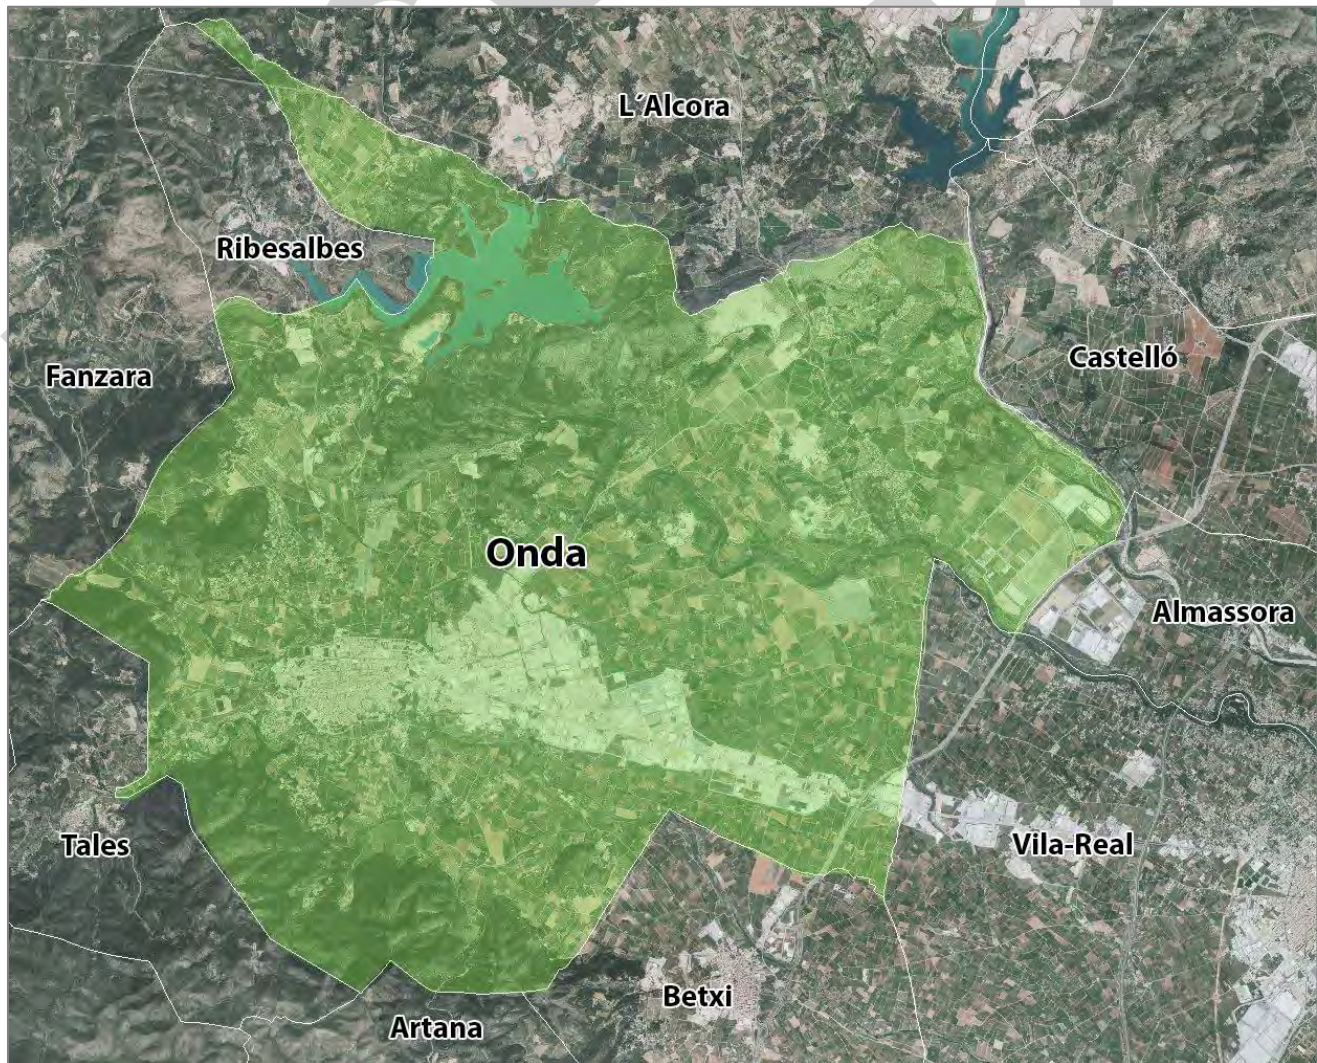 L´Alcora
Ribesalbes
Castelló
Fanzara
Onda
Almassora
Tales
Vila-Real
Betxi
Artana